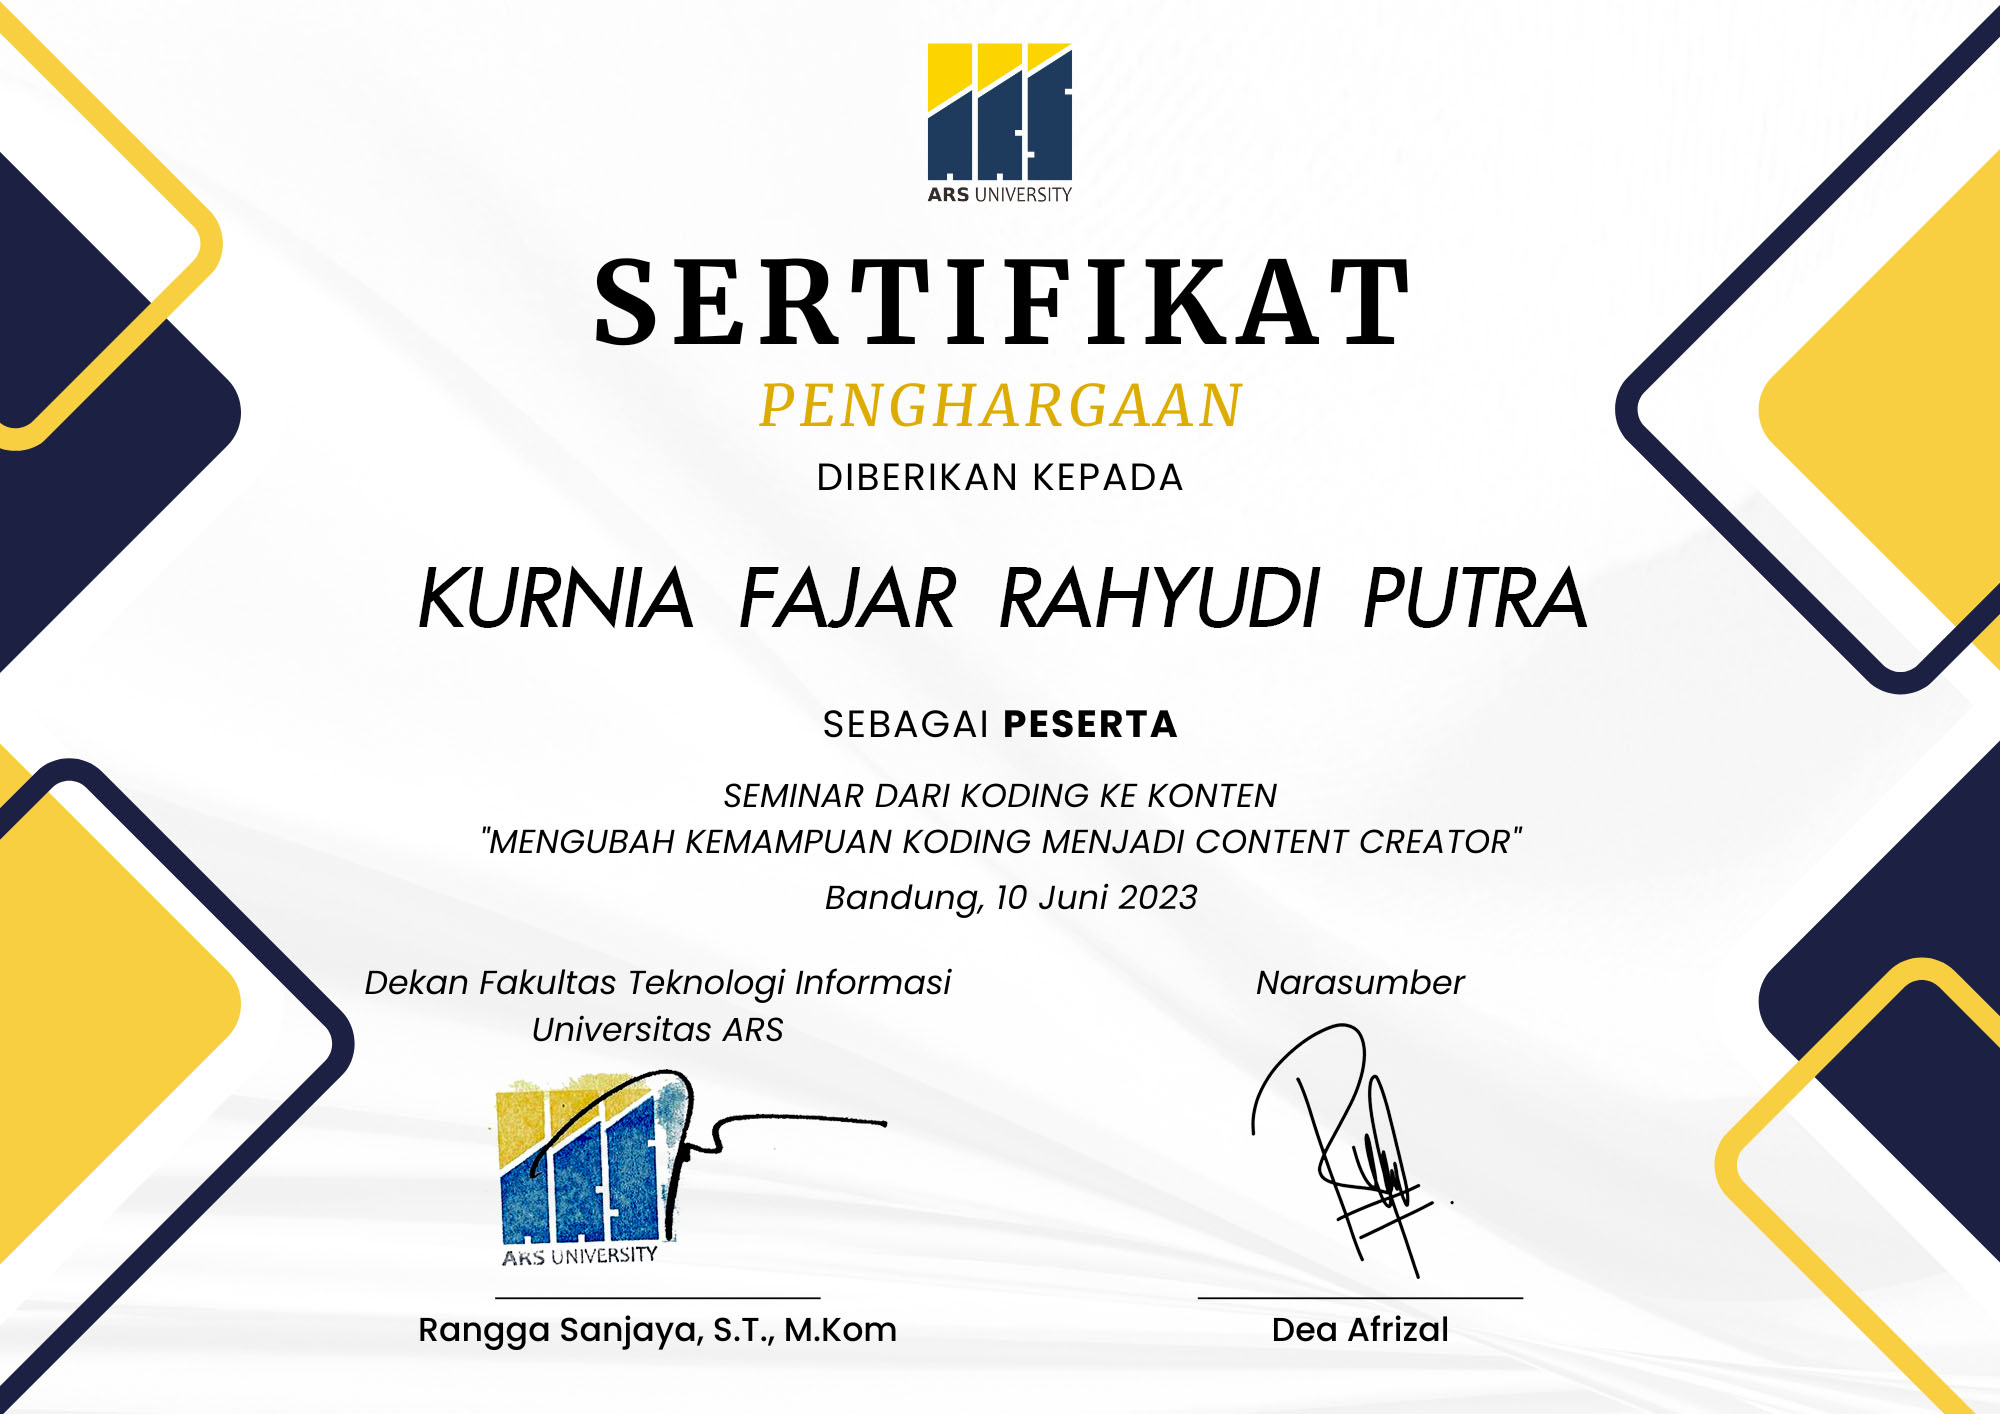 ARS UNIVERSITY
SERTIFIKAT
PENGHARGAAN
DIBERIKAN KEPADA
KURNIA FAJAR RAHYUDI PUTRA
SEBAGAI PESERTA
SEMINAR DARI KODING KE KONTEN
"MENGUBAH KEMAMPUAN KODING MENJADI CONTENT CREATOR"
Bandung, 10 Juni 2023
Dekan Fakultas Teknologi Informasi
Universitas ARS
ARS UNIVERSITY
Rangga Sanjaya, S.T., M.Kom
Narasumber
Dea Afrizal